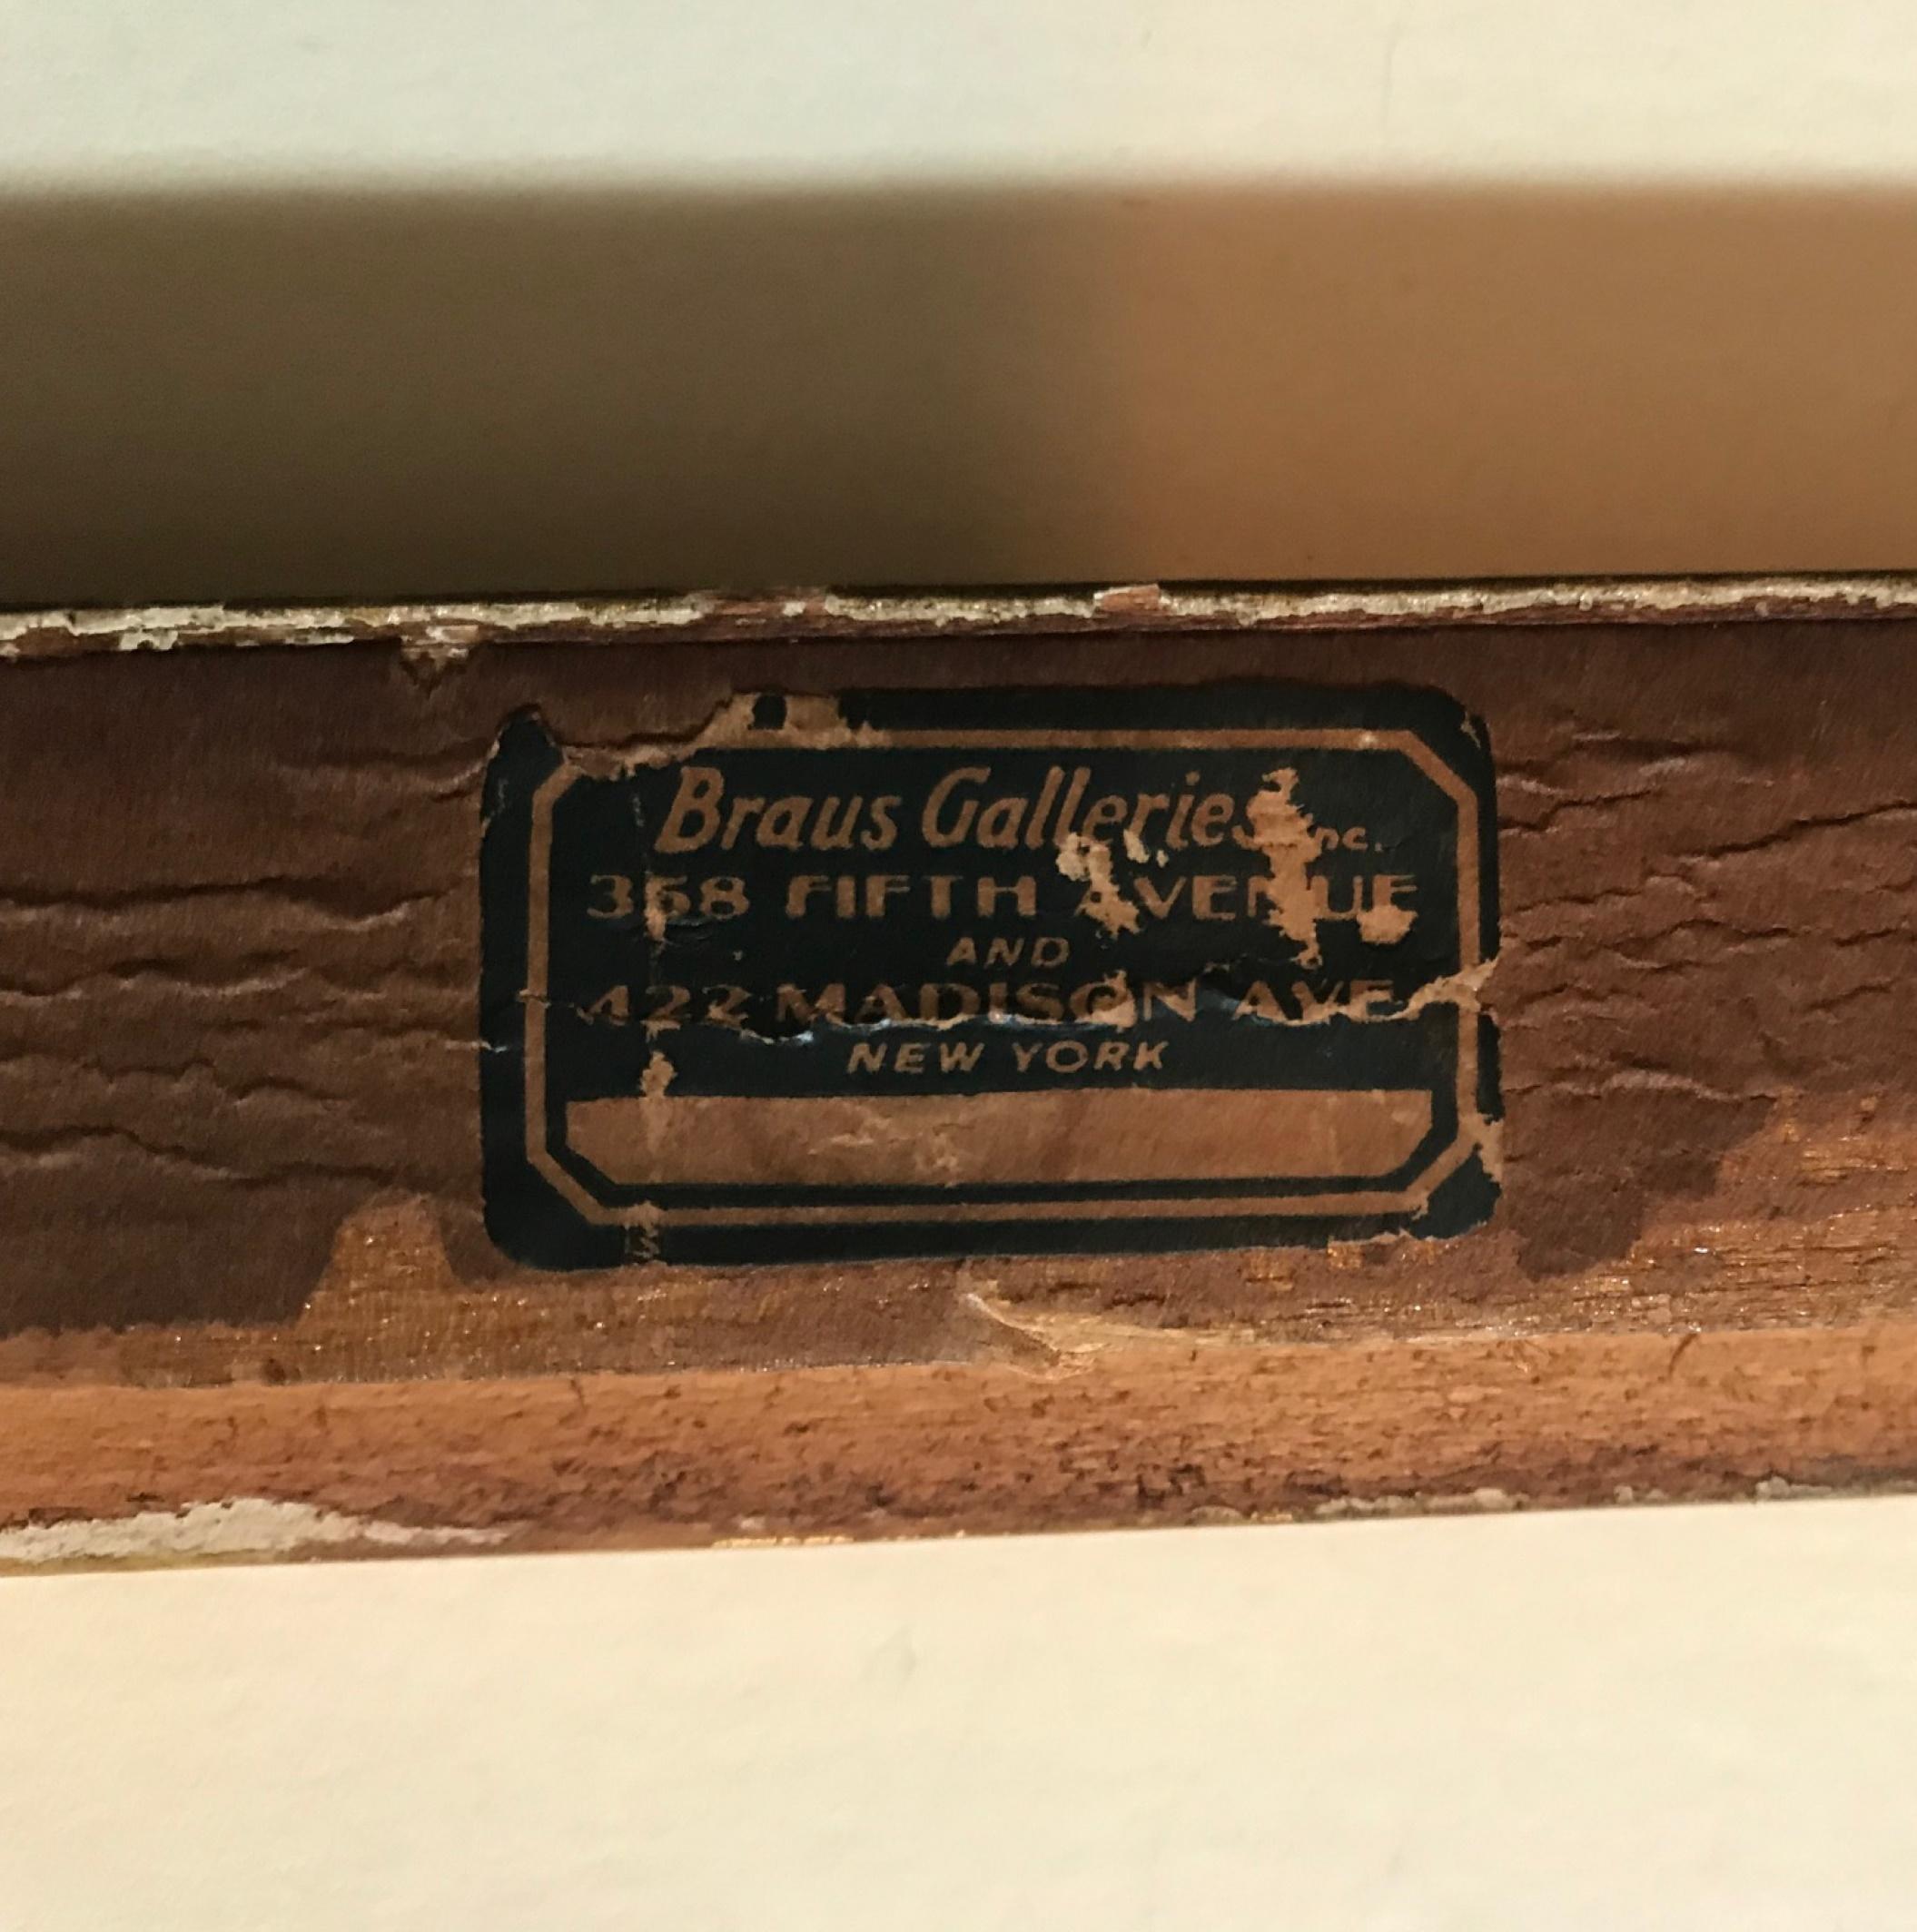 Braus Galleries Inc.
358 FIFTH AVENUE
AND
422 MADISON AVE
NEW YORK